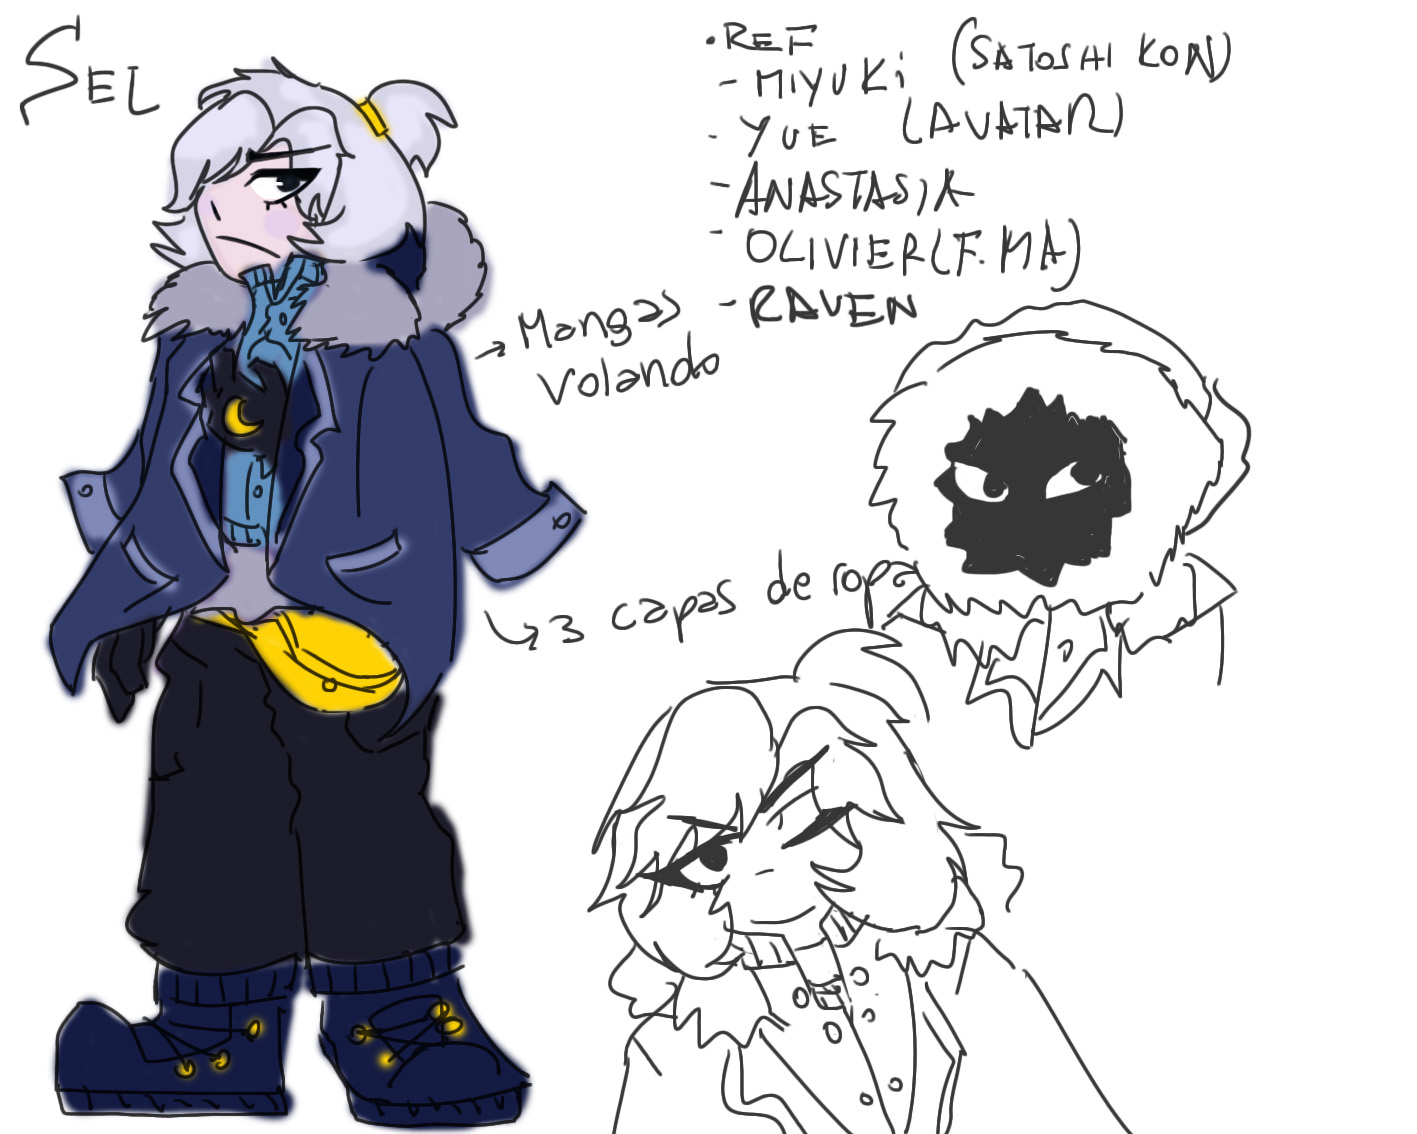 SEL
• REF
- MIYUKi (SATOSHI KON)
- YUE (AVATAR)
- ANASTASIA
- OLIVIER (F.MA)
- RAVEN
→ Mangas
volando
↳ 3 capas de ropa